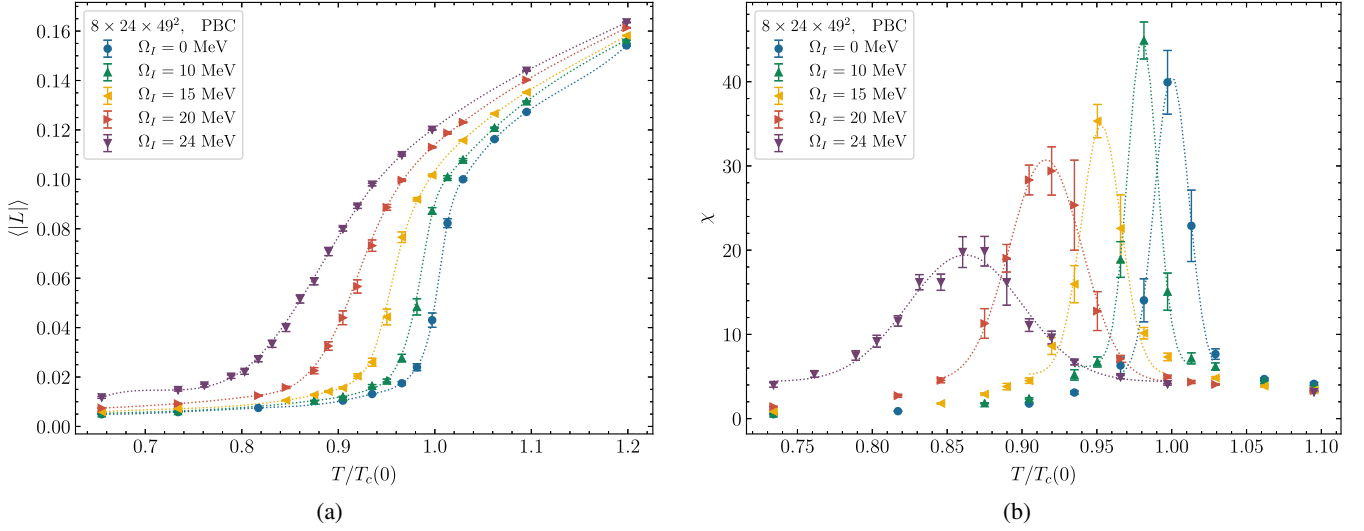 8 × 24 × 49², PBC
Ω_I = 0 MeV
Ω_I = 10 MeV
Ω_I = 15 MeV
Ω_I = 20 MeV
Ω_I = 24 MeV
0.16
0.14
0.12
0.10
0.08
0.06
0.04
0.02
0.00
⟨|L|⟩
0.7 0.8 0.9 1.0 1.1 1.2
T/T_c(0)
(a)
8 × 24 × 49², PBC
Ω_I = 0 MeV
Ω_I = 10 MeV
Ω_I = 15 MeV
Ω_I = 20 MeV
Ω_I = 24 MeV
40
30
20
10
0
χ
0.75 0.80 0.85 0.90 0.95 1.00 1.05 1.10
T/T_c(0)
(b)